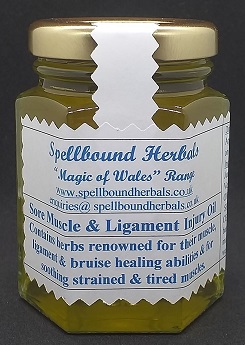 Spellbound Herbals
"Magic of Wales" Range
www.spellboundherbals.co.uk
enquiries@spellboundherbals.co.uk
Sore Muscle & Ligament Injury Oil
Contains herbs renowned for their muscle,
ligament & bruise healing abilities & for
soothing strained & tired muscles.